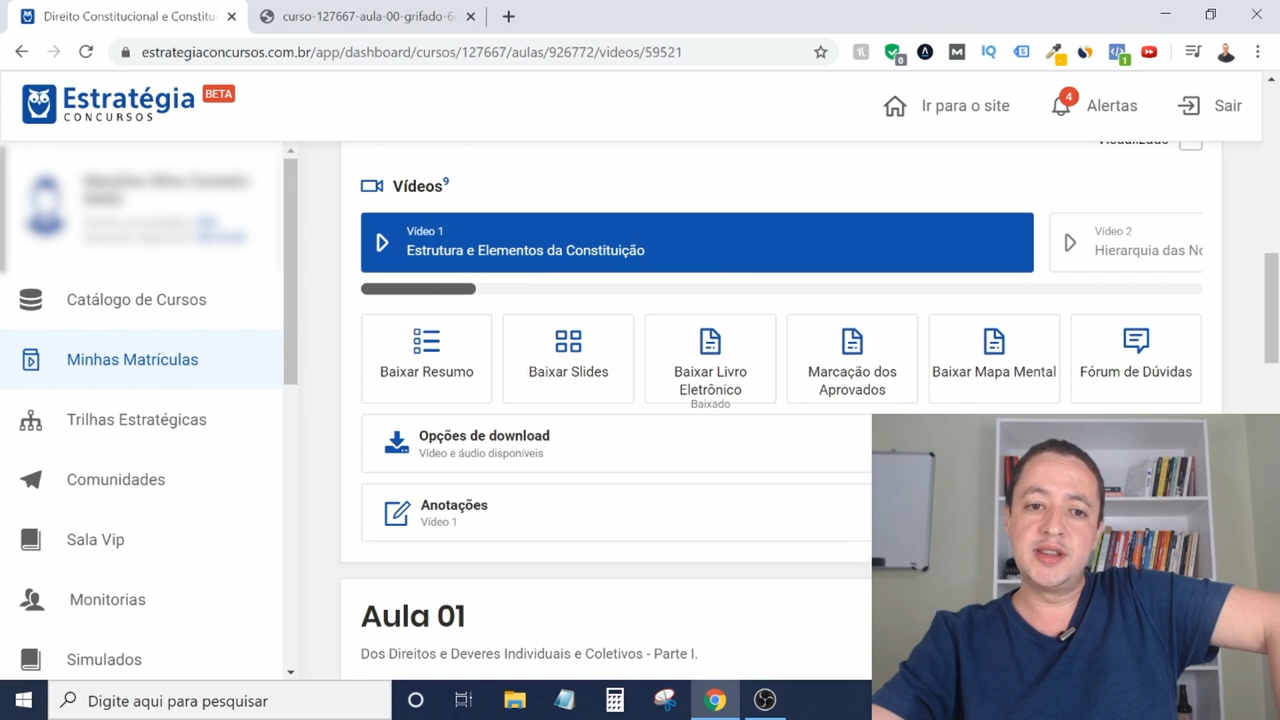 Direito Constitucional e Constitu
curso-127667-aula-00-grifado-6
estrategiaconcursos.com.br/app/dashboard/cursos/127667/aulas/926772/videos/59521
0
IQ
1
Estratégia BETA
CONCURSOS
Ir para o site
4
Alertas
Sair
Visualizado
Catálogo de Cursos
Minhas Matrículas
Trilhas Estratégicas
Comunidades
Sala Vip
Monitorias
Simulados
Vídeos9
Vídeo 1
Estrutura e Elementos da Constituição
Vídeo 2
Hierarquia das No
Baixar Resumo
Baixar Slides
Baixar Livro
Eletrônico
Baixado
Marcação dos
Aprovados
Baixar Mapa Mental
Fórum de Dúvidas
Opções de download
Vídeo e áudio disponíveis
Anotações
Vídeo 1
Aula 01
Dos Direitos e Deveres Individuais e Coletivos - Parte I.
Digite aqui para pesquisar